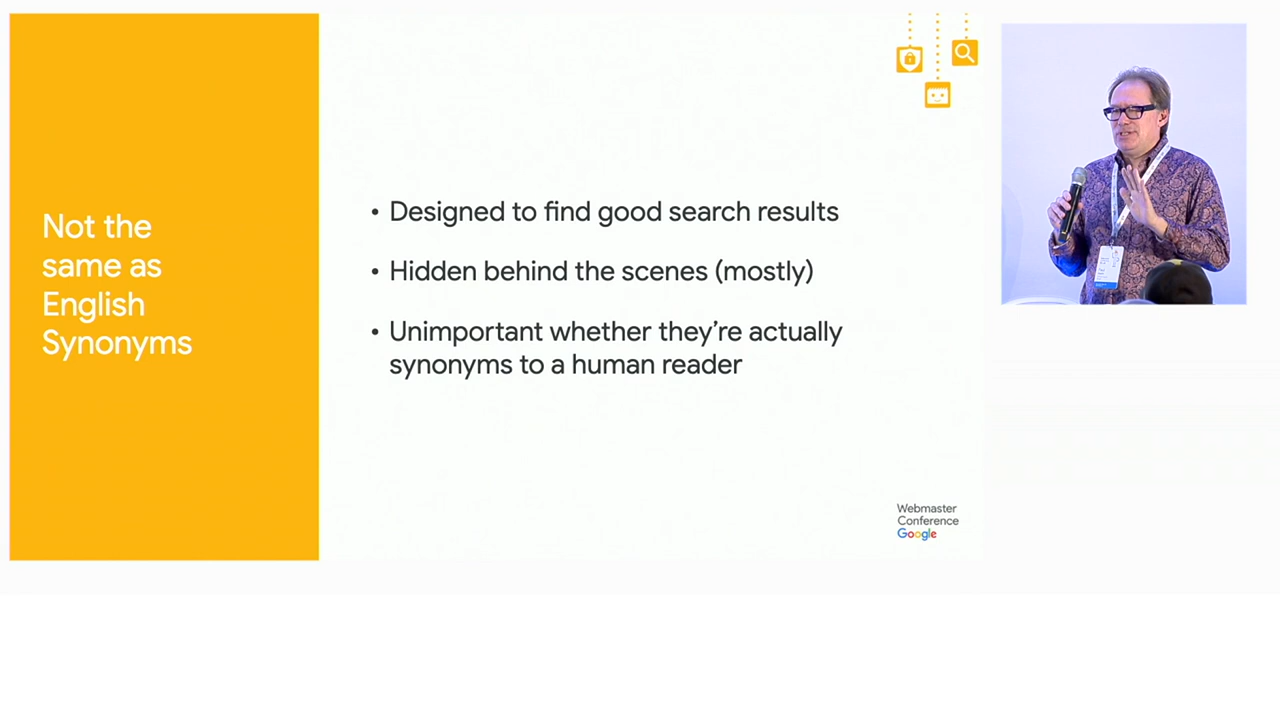 Not the
same as
English
Synonyms
• Designed to find good search results
• Hidden behind the scenes (mostly)
• Unimportant whether they’re actually
synonyms to a human reader
Webmaster
Conference
Google